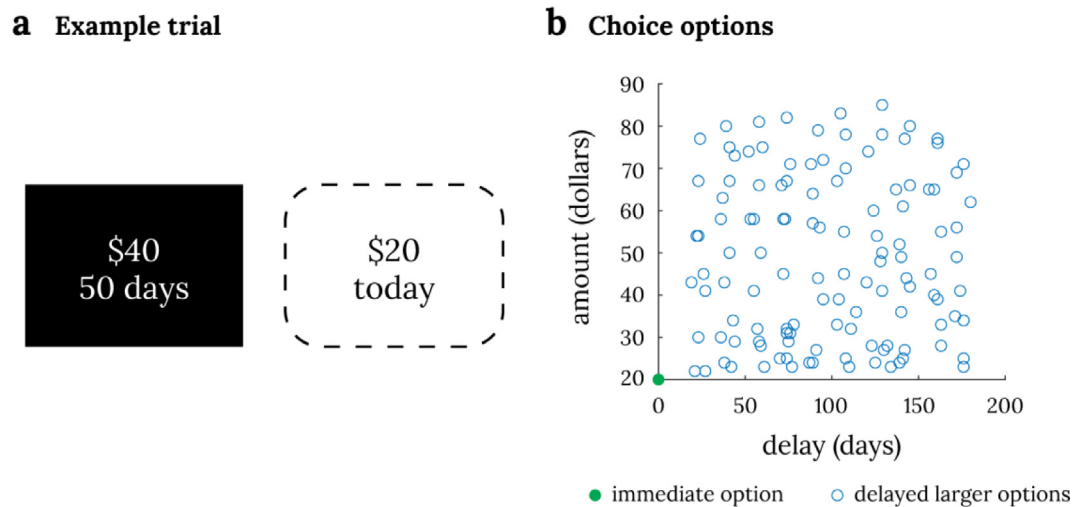 a Example trial
$40
50 days
$20
today
b Choice options
amount (dollars)
90
80
70
60
50
40
30
20
0 50 100 150 200
delay (days)
immediate option
delayed larger options